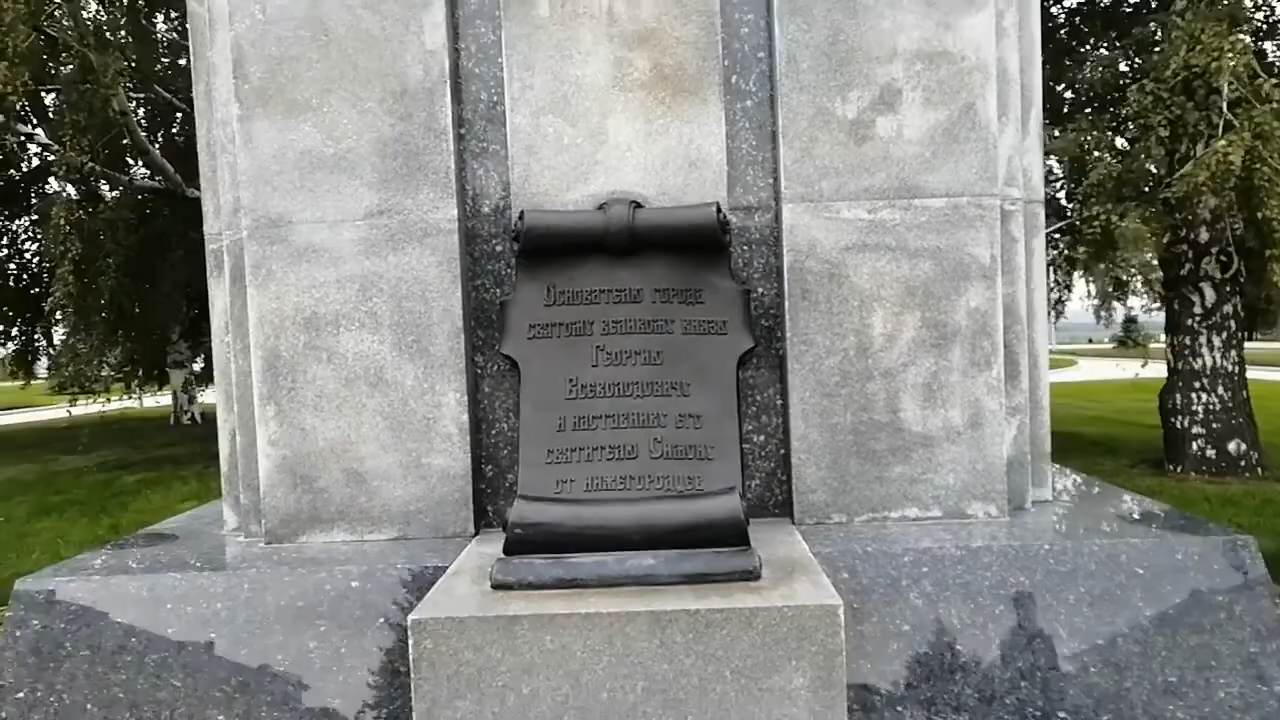 Основателю города
святому великому князю
Георгию
Всеволодовичу
и наставнику его
святителю Симону
от нижегородцев